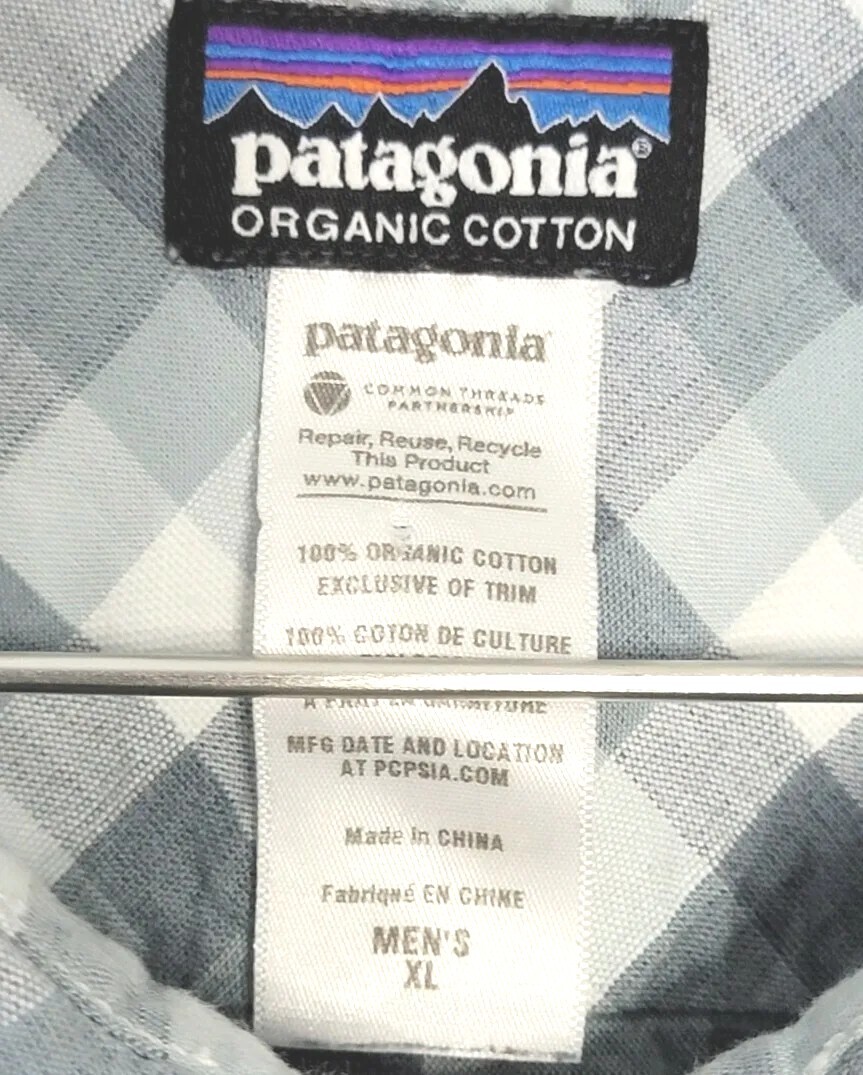 patagonia®
ORGANIC COTTON
patagonia
COMMON THREADS
PARTNERSHIP
Repair, Reuse, Recycle
This Product
www.patagonia.com
100% ORGANIC COTTON
EXCLUSIVE OF TRIM
100% COTON DE CULTURE
MFG DATE AND LOCATION
AT PCPSIA.COM
Made in CHINA
Fabriqué EN CHINE
MEN'S
XL